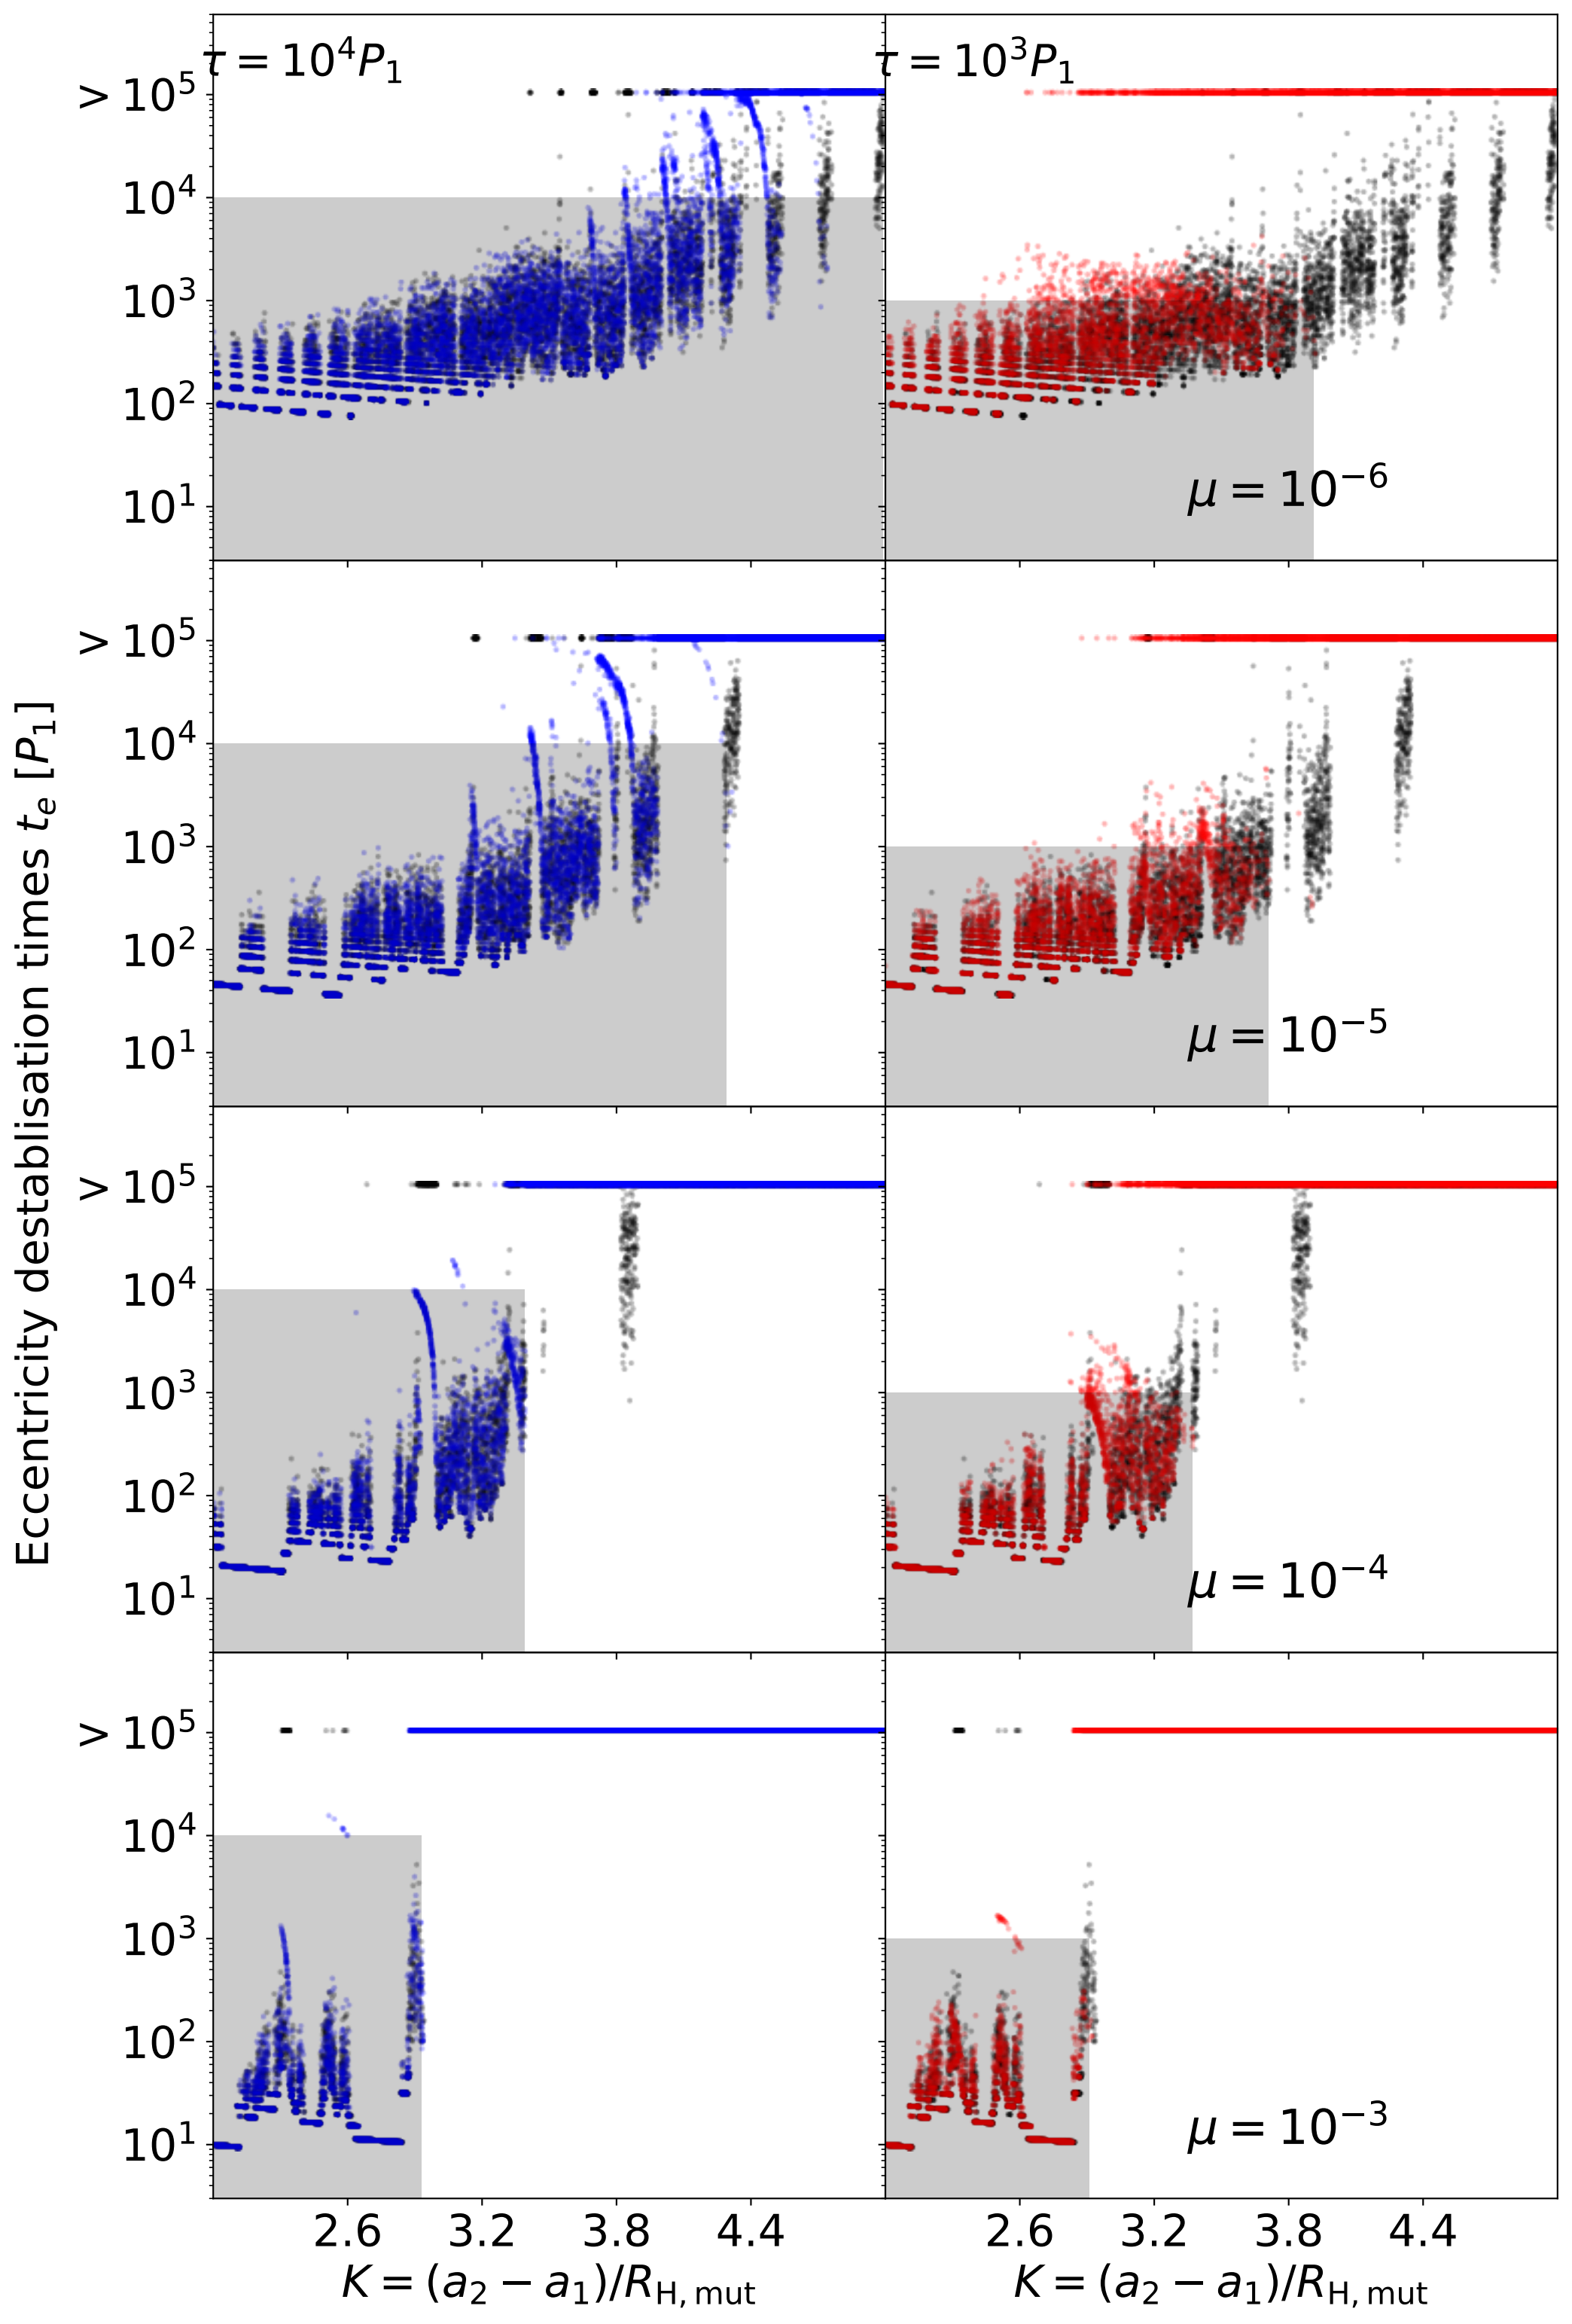 τ = 10⁴P₁
τ = 10³P₁
> 10⁵
10⁴
10³
10²
10¹
μ = 10⁻⁶
> 10⁵
10⁴
10³
10²
10¹
μ = 10⁻⁵
Eccentricity destablisation times tₑ [P₁]
> 10⁵
10⁴
10³
10²
10¹
μ = 10⁻⁴
> 10⁵
10⁴
10³
10²
10¹
μ = 10⁻³
2.6 3.2 3.8 4.4
2.6 3.2 3.8 4.4
K = (a₂ − a₁)/R_H, mut
K = (a₂ − a₁)/R_H, mut